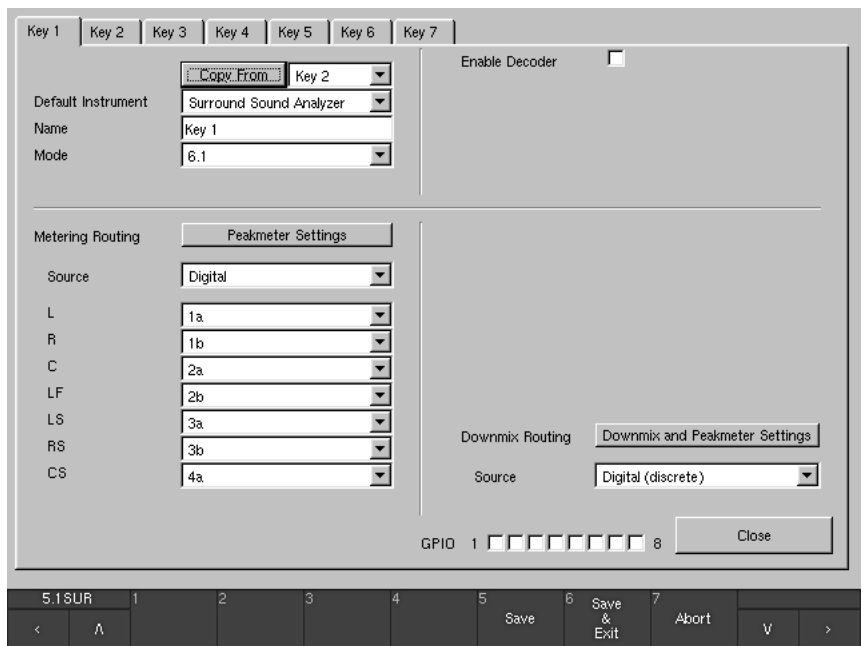 Key 1 Key 2 Key 3 Key 4 Key 5 Key 6 Key 7
Copy From Key 2 Enable Decoder
Default Instrument Surround Sound Analyzer
Name Key 1
Mode 6.1
Metering Routing Peakmeter Settings
Source Digital
L 1a
R 1b
C 2a
LF 2b
LS 3a
RS 3b
CS 4a
Downmix Routing Downmix and Peakmeter Settings
Source Digital (discrete)
GPIO 1 8 Close
5.1SUR 1 2 3 4 5 Save 6 Save & Exit 7 Abort
< Λ V >